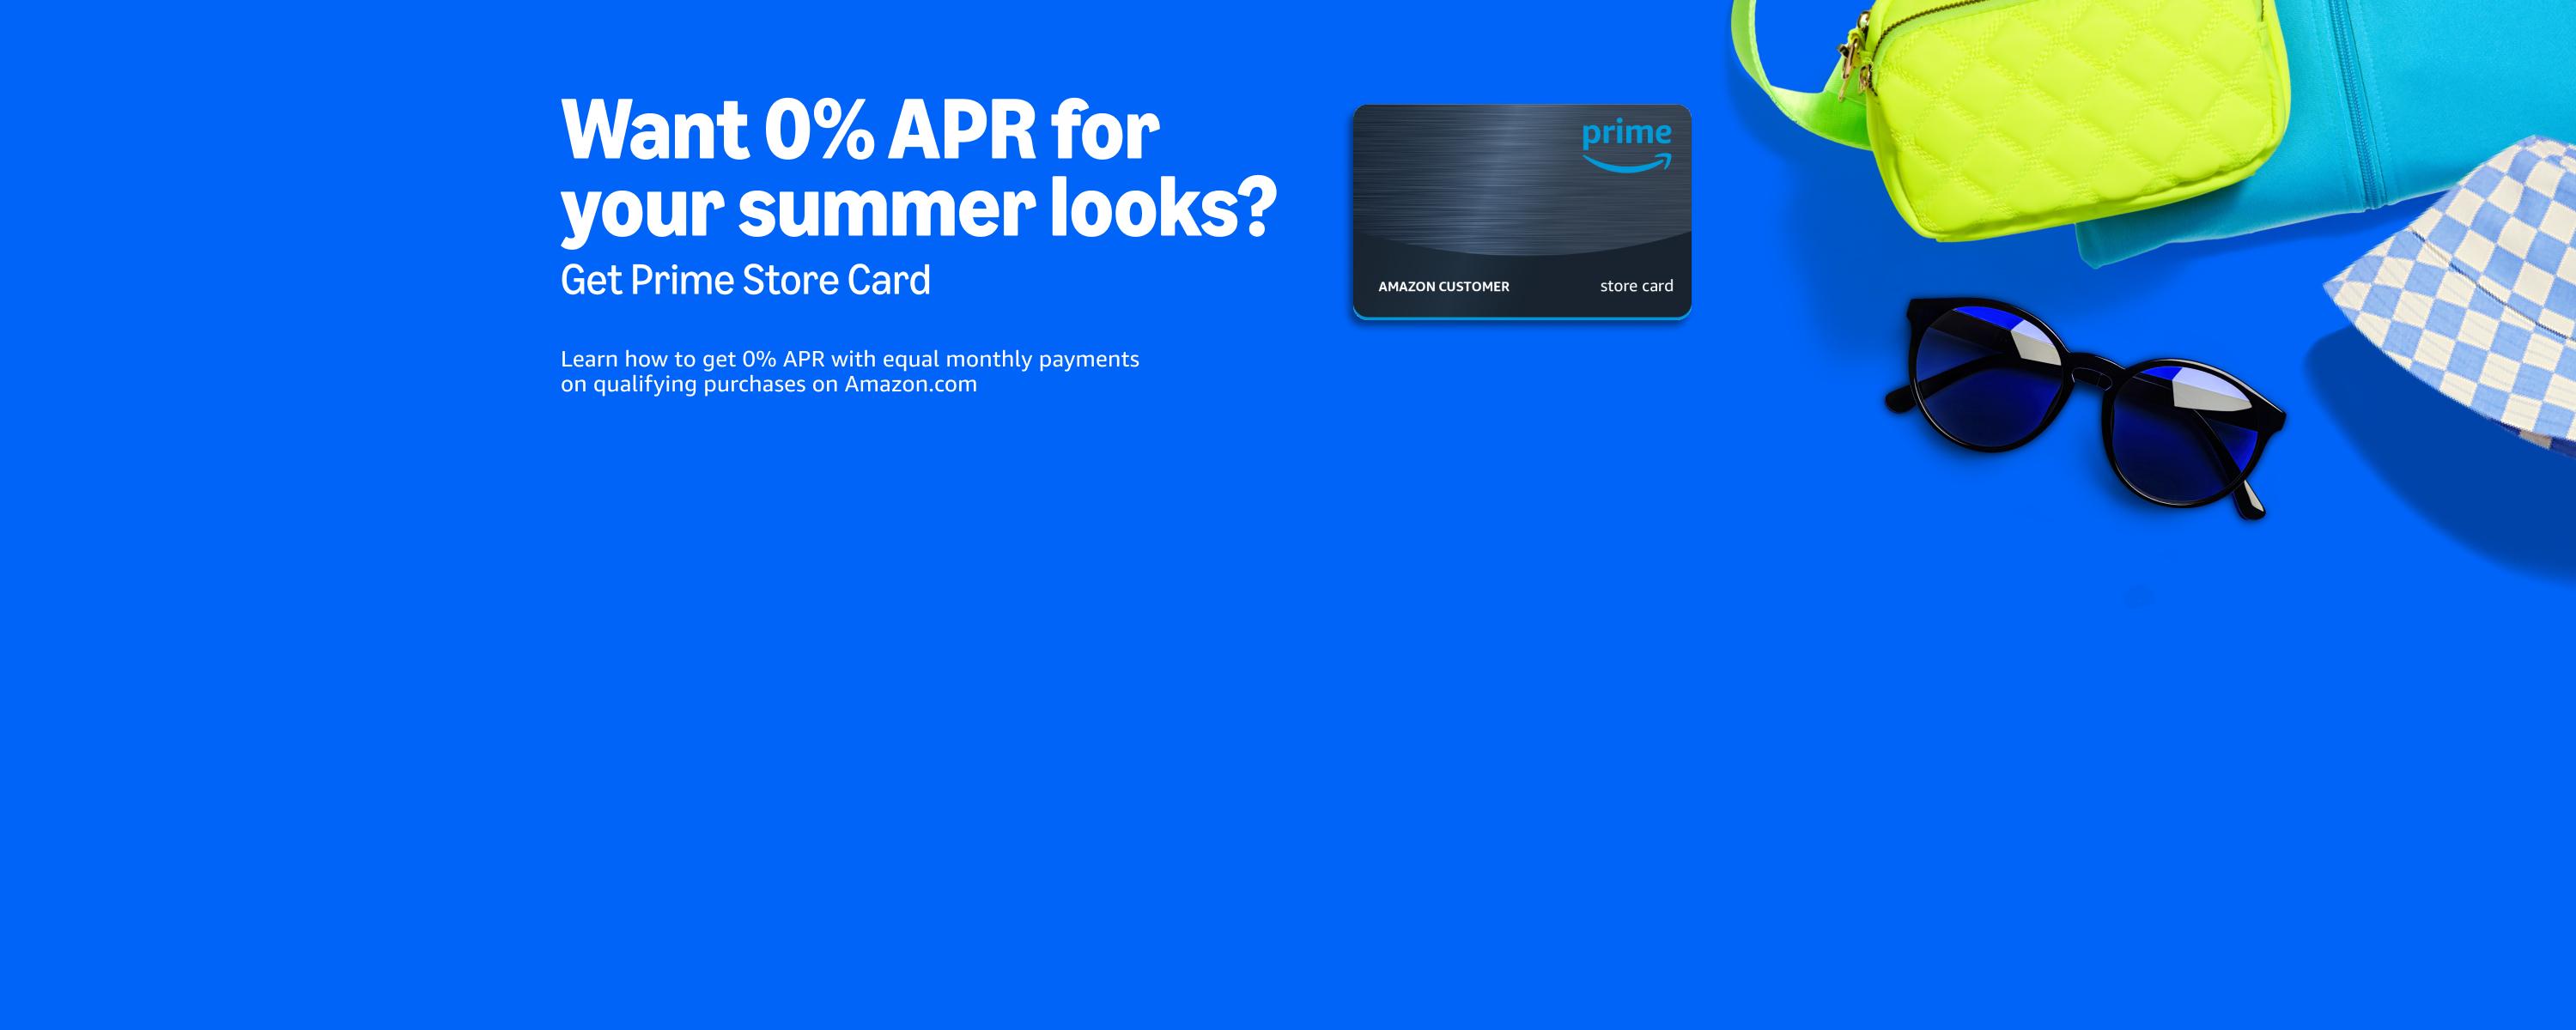 Want 0% APR for
your summer looks?
Get Prime Store Card
Learn how to get 0% APR with equal monthly payments
on qualifying purchases on Amazon.com
prime
AMAZON CUSTOMER store card